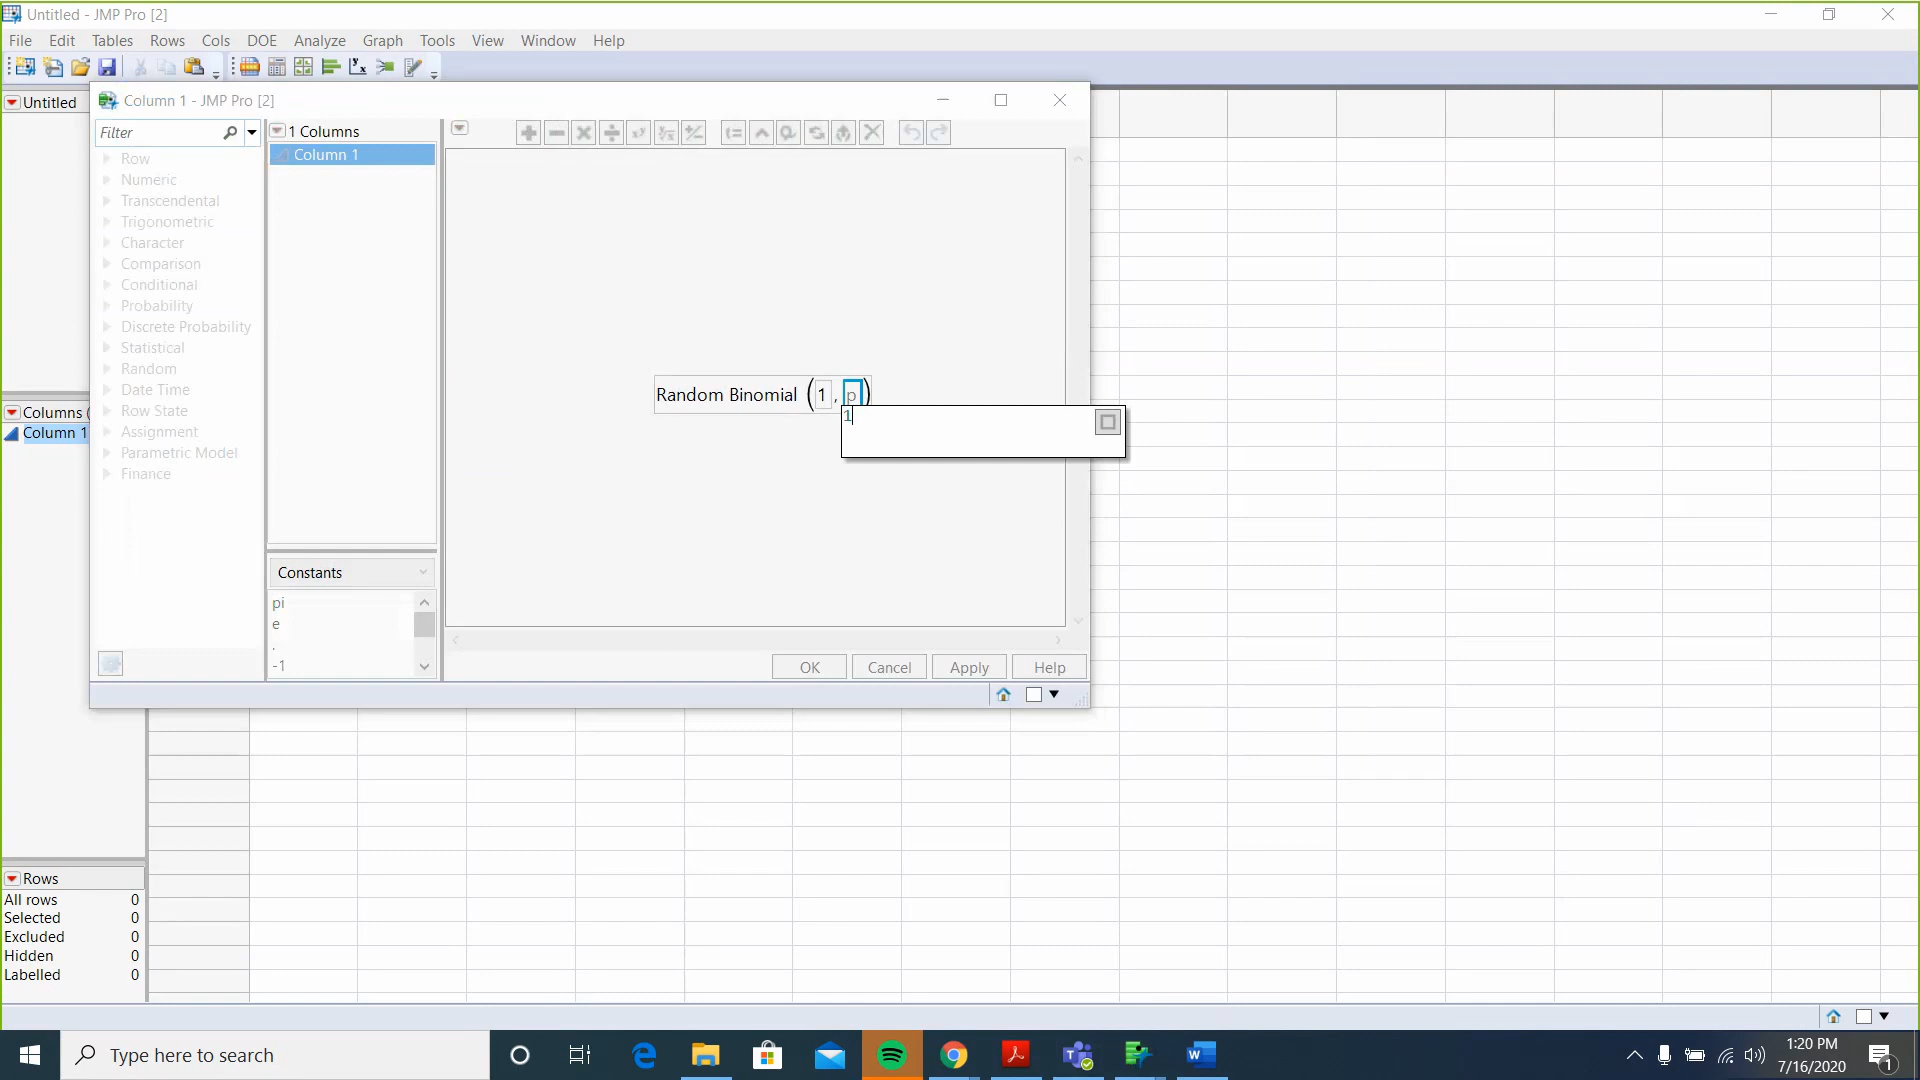 Untitled - JMP Pro [2]
File Edit Tables Rows Cols DOE Analyze Graph Tools View Window Help
Untitled
Column 1 - JMP Pro [2]
Filter
Row
Numeric
Transcendental
Trigonometric
Character
Comparison
Conditional
Probability
Discrete Probability
Statistical
Random
Date Time
Row State
Assignment
Parametric Model
Finance
1 Columns
Column 1
Constants
pi
e
.
-1
Random Binomial (1, p)
1
OK Cancel Apply Help
Columns (
Column 1
Rows
All rows 0
Selected 0
Excluded 0
Hidden 0
Labelled 0
Type here to search
1:20 PM
7/16/2020
1